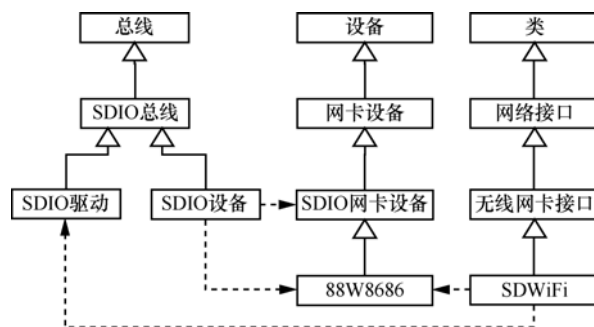 总线
设备
类
SDIO总线
网卡设备
网络接口
SDIO驱动
SDIO设备
SDIO网卡设备
无线网卡接口
88W8686
SDWiFi